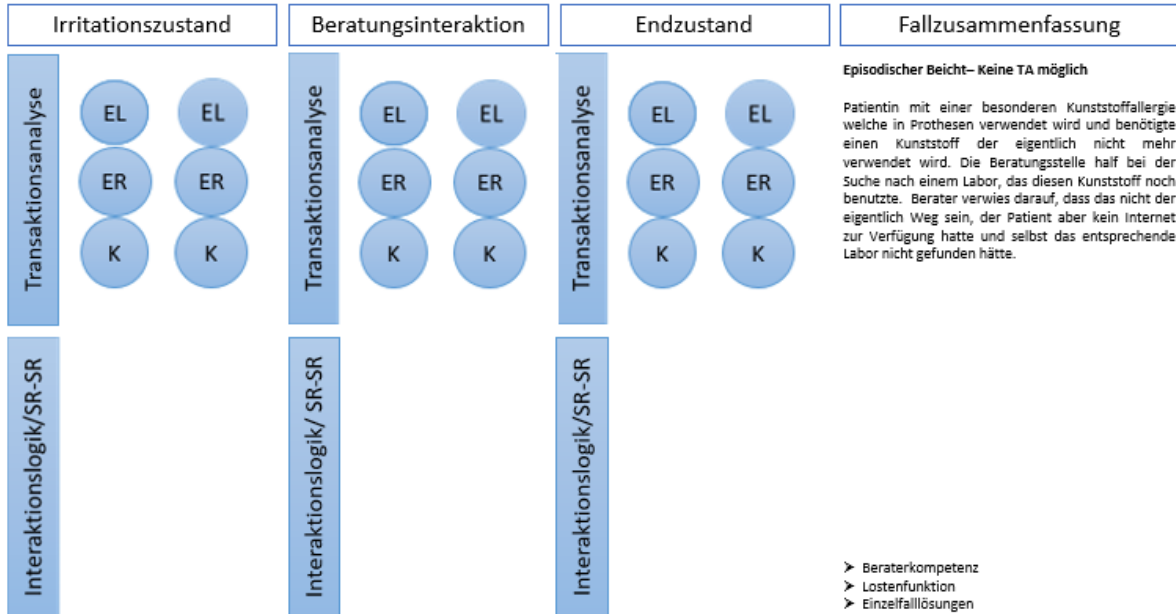 Irritationszustand
Beratungsinteraktion
Endzustand
Fallzusammenfassung
Transaktionsanalyse
EL EL
ER ER
K K
Transaktionsanalyse
EL EL
ER ER
K K
Transaktionsanalyse
EL EL
ER ER
K K
Episodischer Beicht– Keine TA möglich
Patientin mit einer besonderen Kunststoffallergie
welche in Prothesen verwendet wird und benötigte
einen Kunststoff der eigentlich nicht mehr
verwendet wird. Die Beratungsstelle half bei der
Suche nach einem Labor, das diesen Kunststoff noch
benutzte. Berater verwies darauf, dass das nicht der
eigentlich Weg sein, der Patient aber kein Internet
zur Verfügung hatte und selbst das entsprechende
Labor nicht gefunden hätte.
Interaktionslogik/SR-SR
Interaktionslogik/ SR-SR
Interaktionslogik/SR-SR
➤ Beraterkompetenz
➤ Lostenfunktion
➤ Einzelfalllösungen